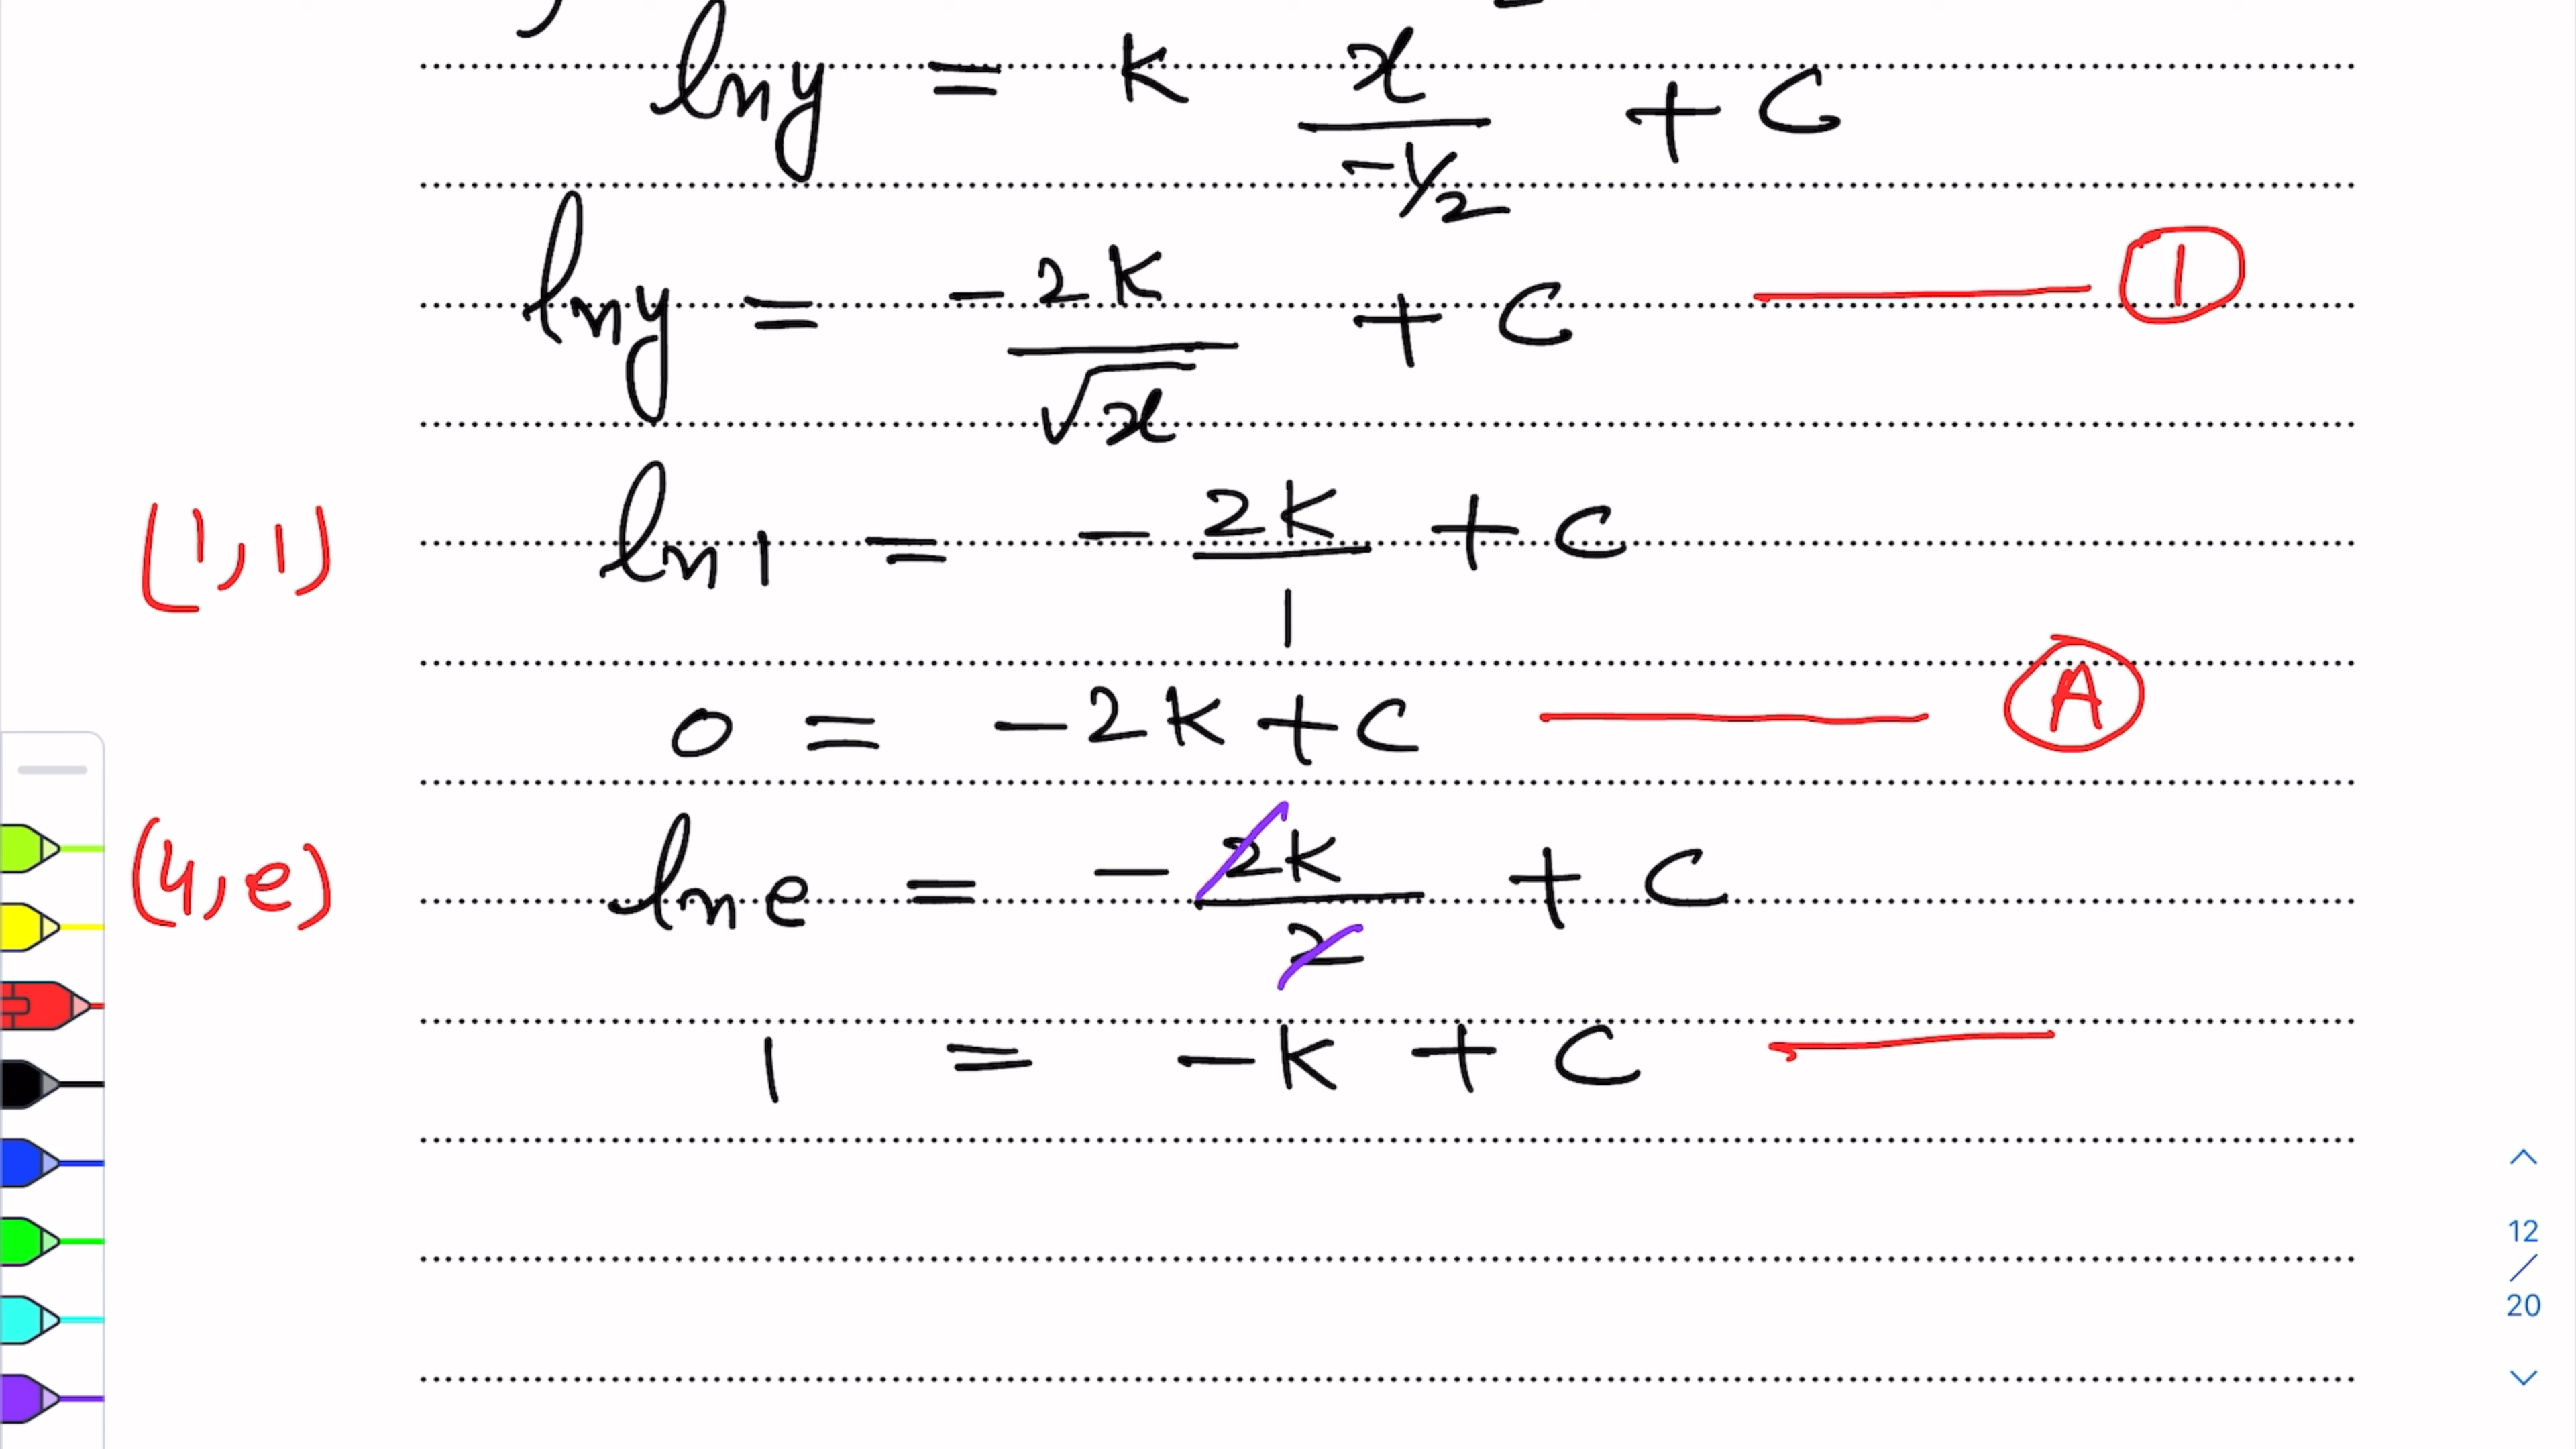 ln y = k x/-1/2 + C
ln y = -2k/√x + C ——— ①
(1,1) ln 1 = - 2k/1 + C
0 = -2k + C ——— Ⓐ
(4,e) ln e = - 2k/2 + C
1 = -k + C ———
12
/
20